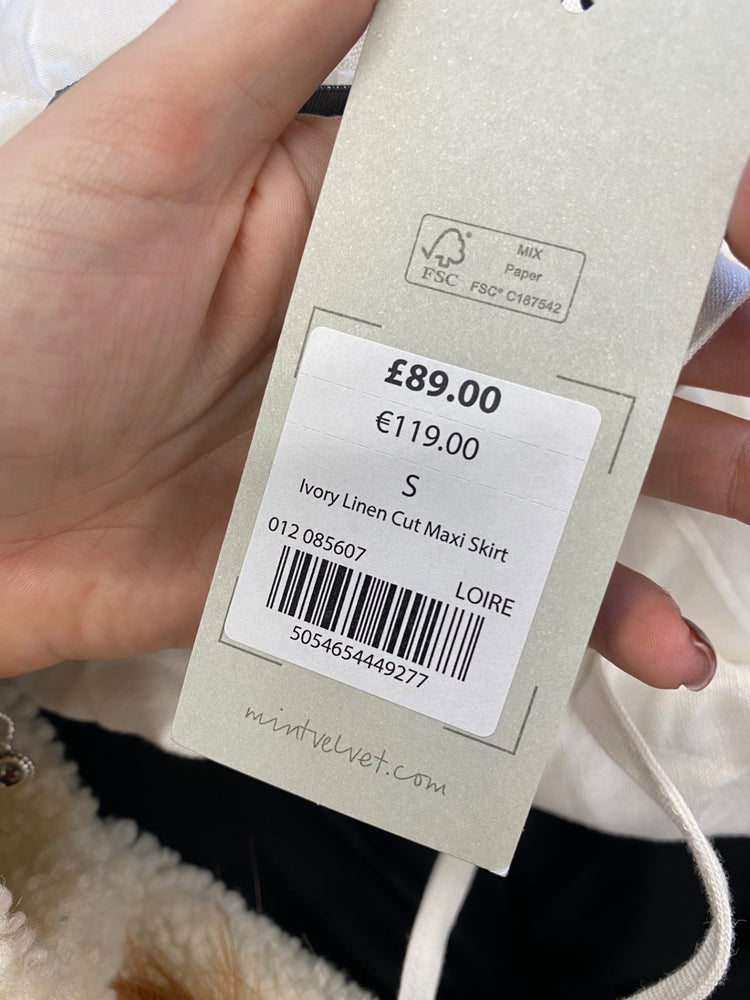 MIX
Paper
FSC® C187542
FSC
£89.00
€119.00
S
Ivory Linen Cut Maxi Skirt
012 085607
LOIRE
5054654449277
mintvelvet.com